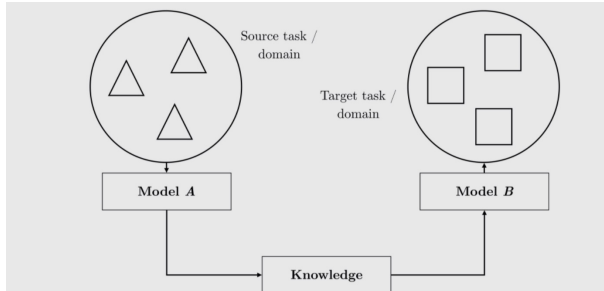 Source task /
domain
Target task /
domain
Model A
Model B
Knowledge